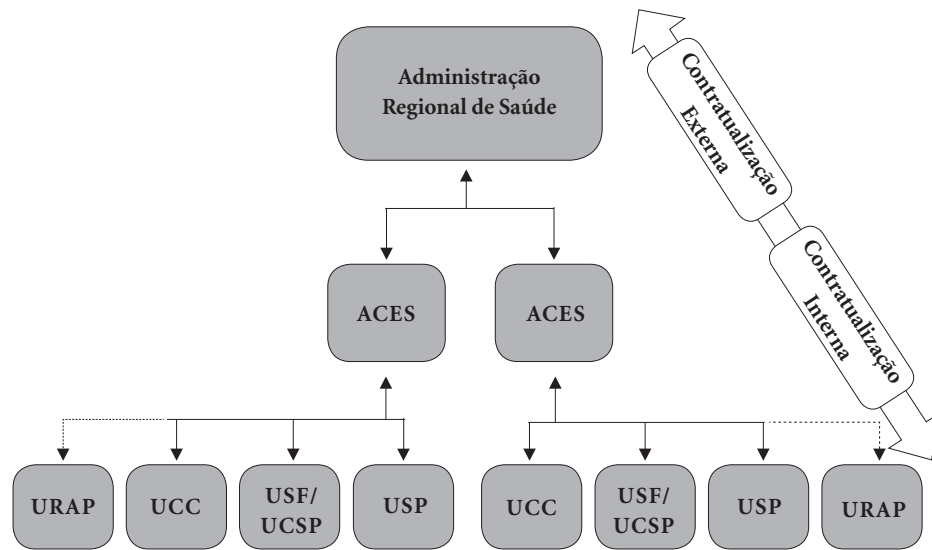 Administração
Regional de Saúde
Contratualização
Externa
Contratualização
Interna
ACES
ACES
URAP
UCC
USF/
UCSP
USP
UCC
USF/
UCSP
USP
URAP